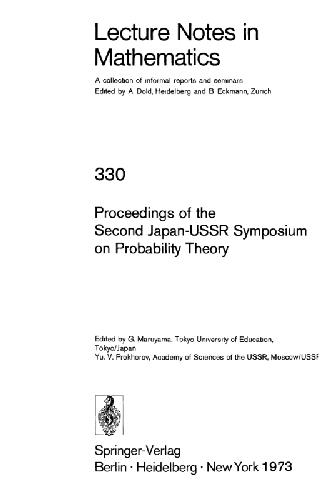 Lecture Notes in
Mathematics
A collection of informal reports and seminars
Edited by A. Dold, Heidelberg and B. Eckmann, Zürich
330
Proceedings of the
Second Japan-USSR Symposium
on Probability Theory
Edited by G. Maruyama, Tokyo University of Education,
Tökyo/Japan
Yu. V. Prokhorov, Academy of Sciences of the USSR, Moscow/USSR
Springer-Verlag
Berlin · Heidelberg · New York 1973